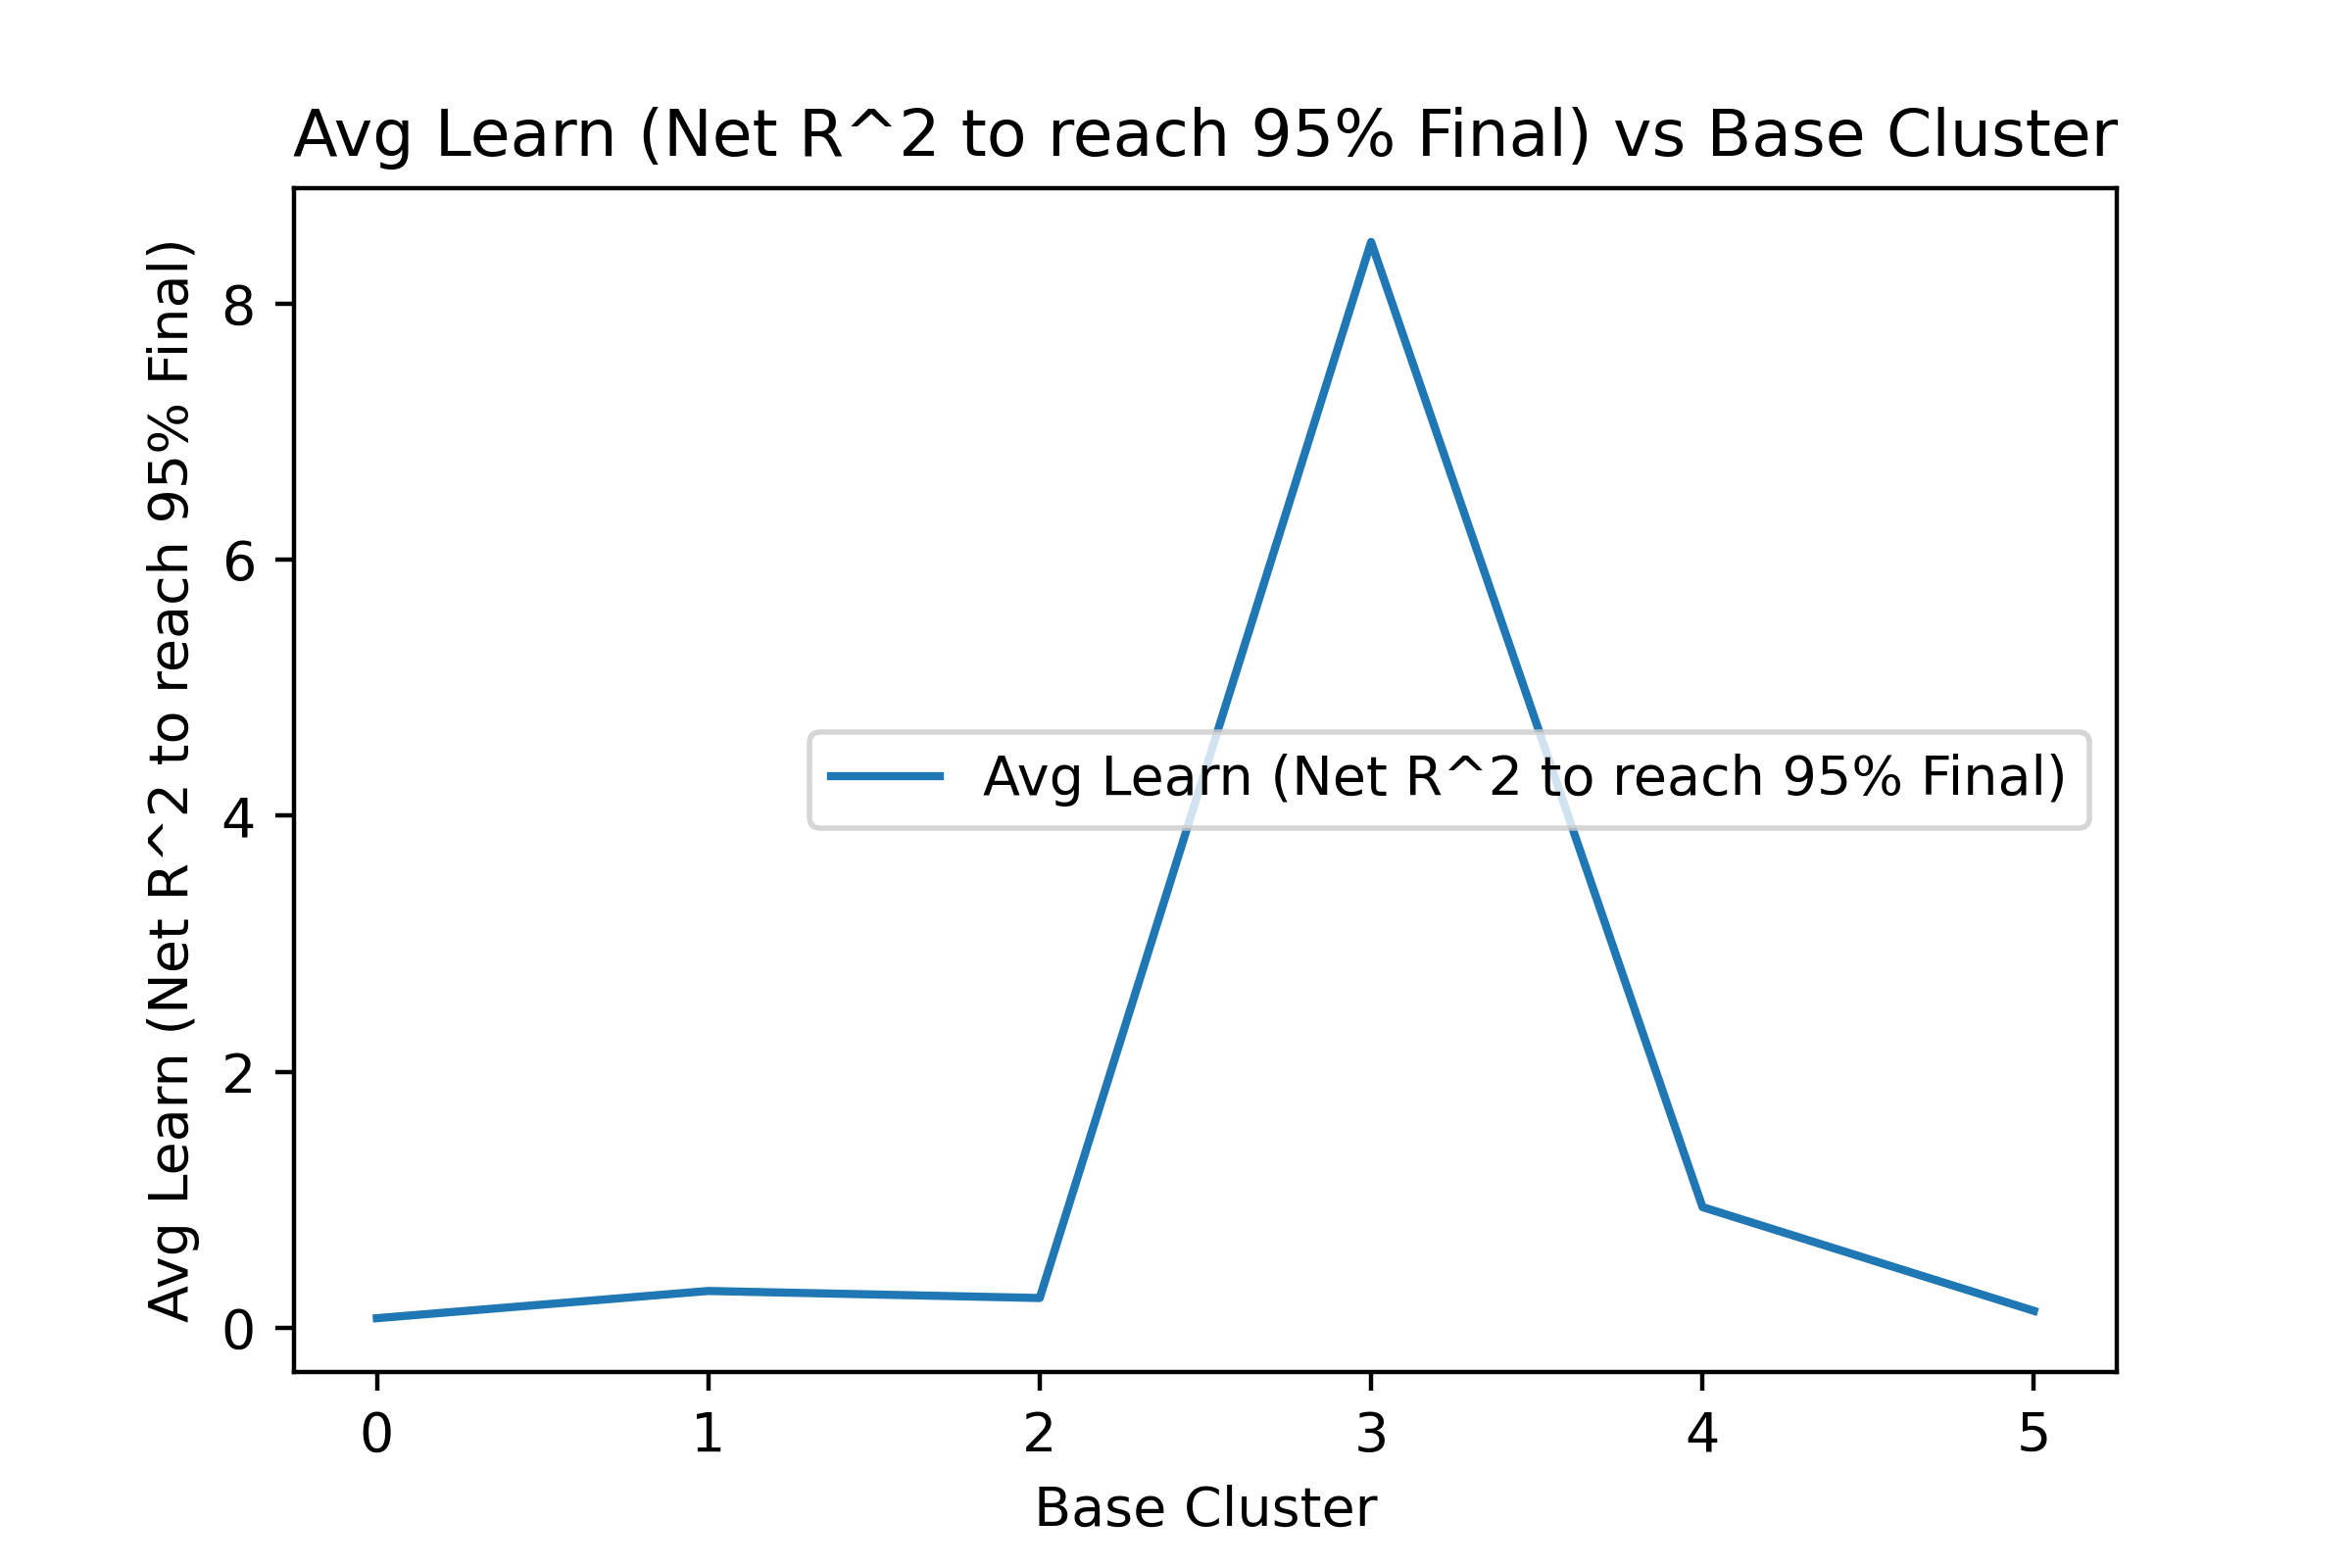 Avg Learn (Net R^2 to reach 95% Final) vs Base Cluster
Avg Learn (Net R^2 to reach 95% Final)
8
6
4
2
0
Avg Learn (Net R^2 to reach 95% Final)
0 1 2 3 4 5
Base Cluster